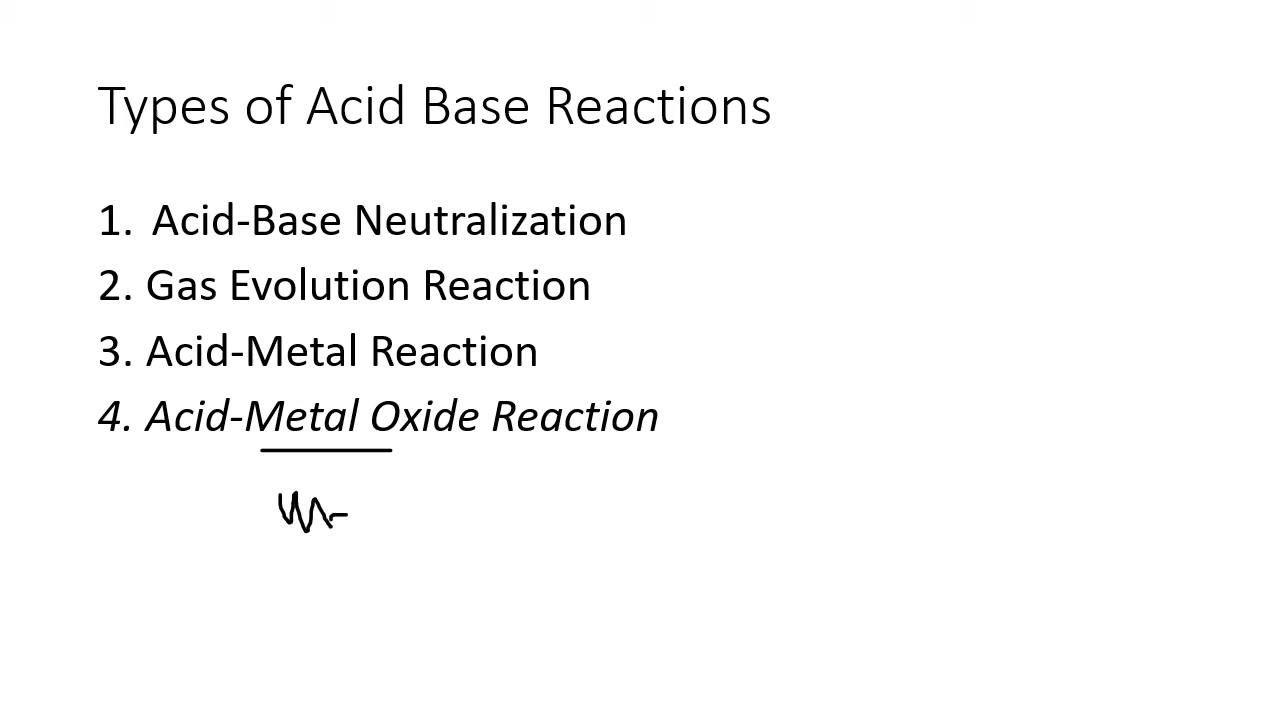 Types of Acid Base Reactions
1. Acid-Base Neutralization
2. Gas Evolution Reaction
3. Acid-Metal Reaction
4. Acid-Metal Oxide Reaction